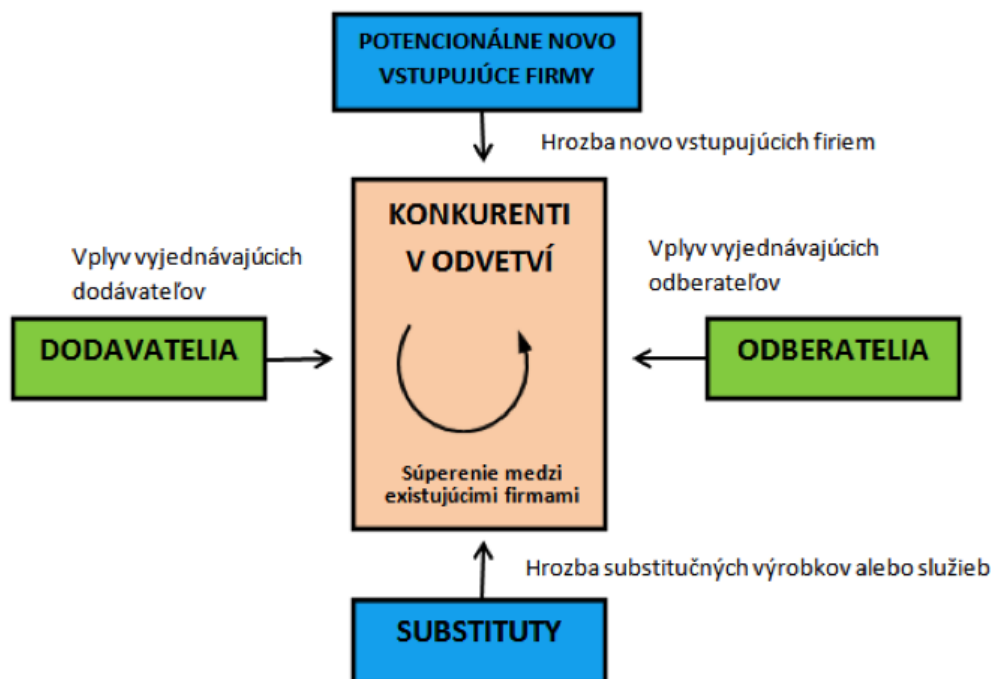 POTENCIONÁLNE NOVO
VSTUPUJÚCE FIRMY
Hrozba novo vstupujúcich firiem
KONKURENTI
V ODVETVÍ
Vplyv vyjednávajúcich
dodávateľov
Vplyv vyjednávajúcich
odberateľov
DODAVATELIA
ODBERATELIA
Súperenie medzi
existujúcimi firmami
Hrozba substitučných výrobkov alebo služieb
SUBSTITUTY